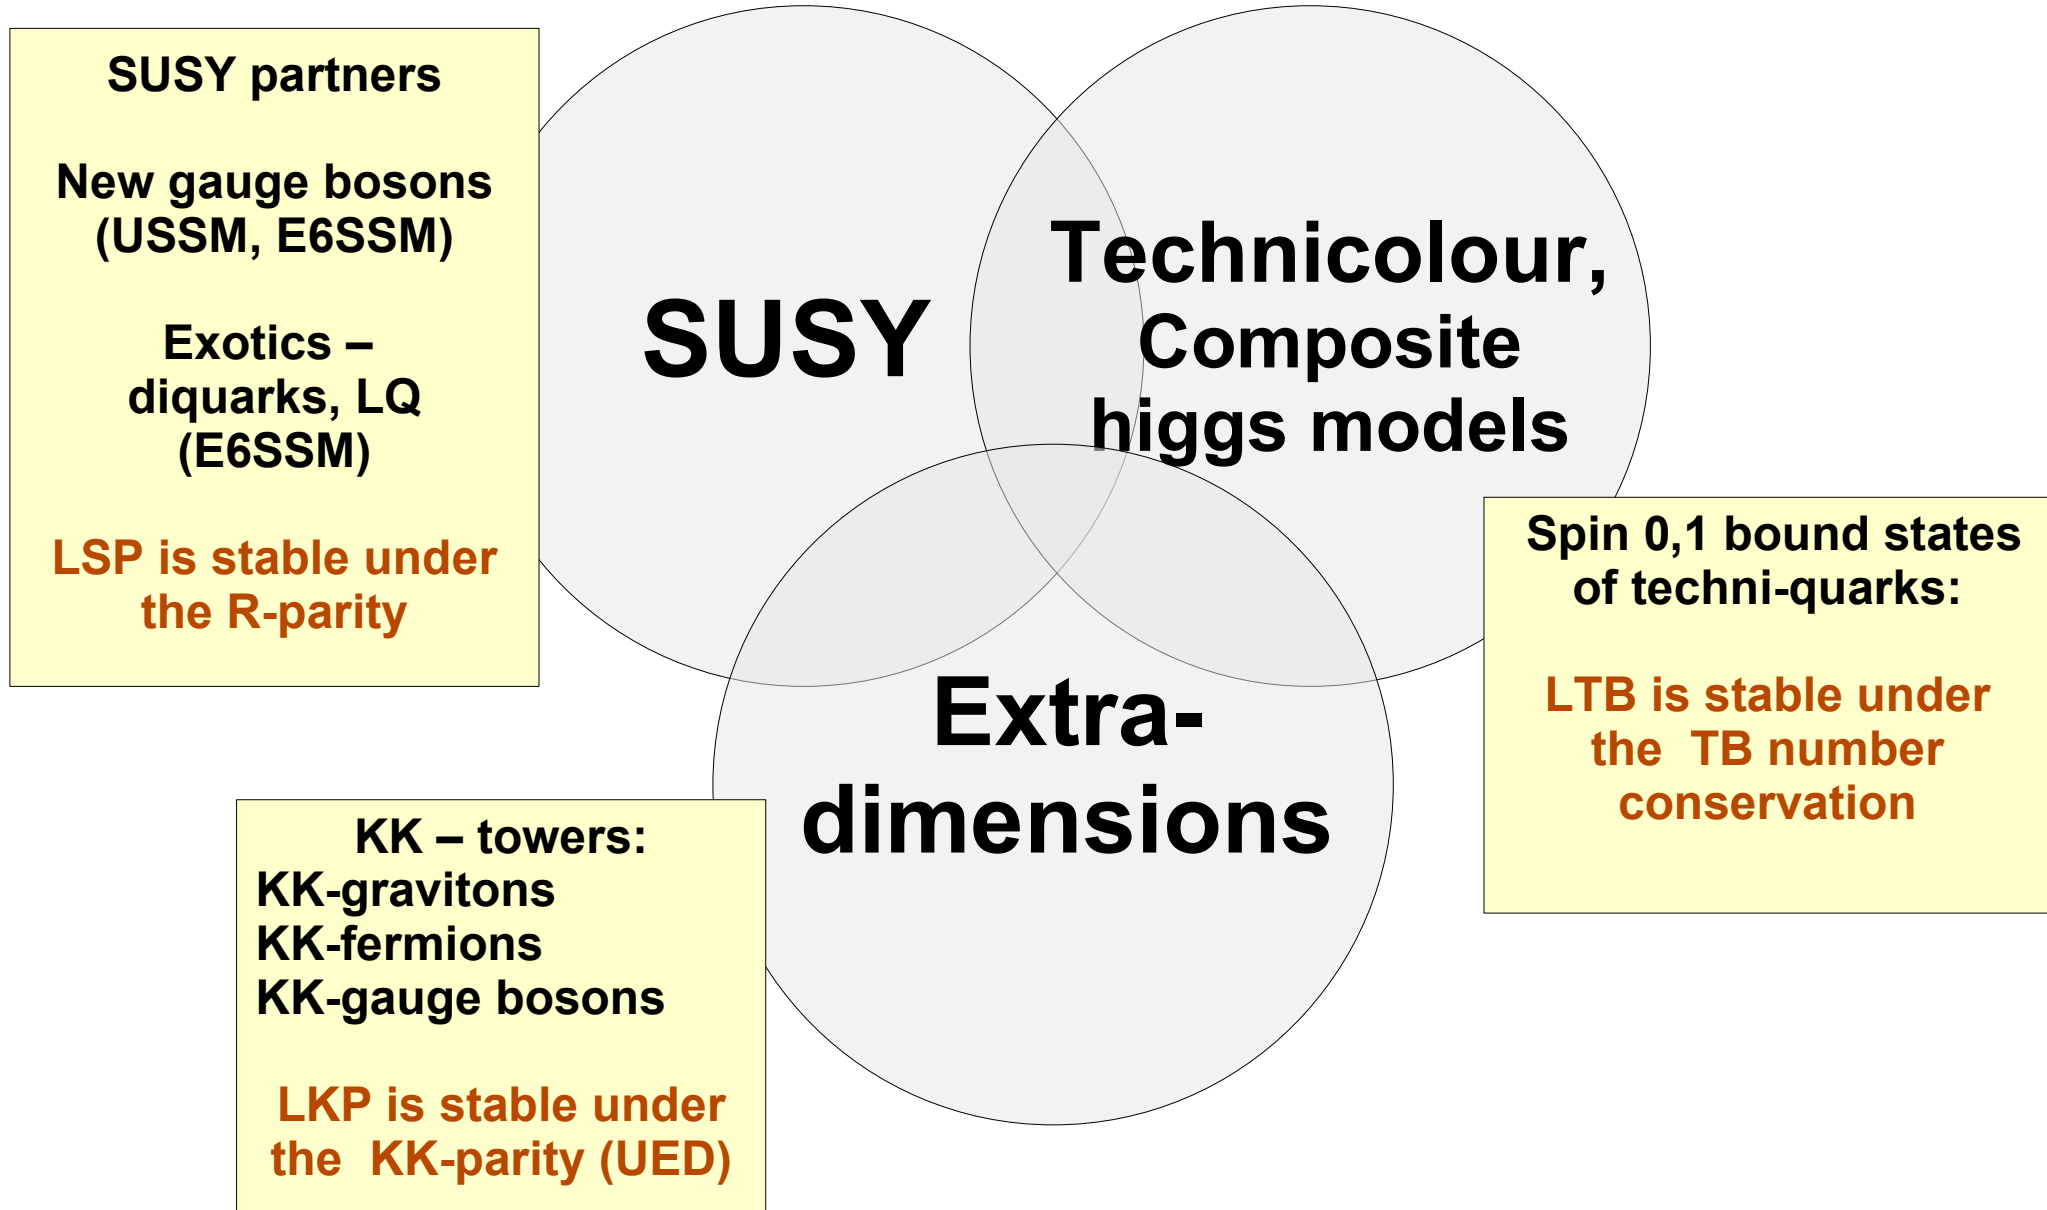 SUSY partners
New gauge bosons
(USSM, E6SSM)
Exotics –
diquarks, LQ
(E6SSM)
LSP is stable under
the R-parity
SUSY
Technicolour,
Composite
higgs models
Spin 0,1 bound states
of techni-quarks:
LTB is stable under
the TB number
conservation
Extra-
dimensions
KK – towers:
KK-gravitons
KK-fermions
KK-gauge bosons
LKP is stable under
the KK-parity (UED)